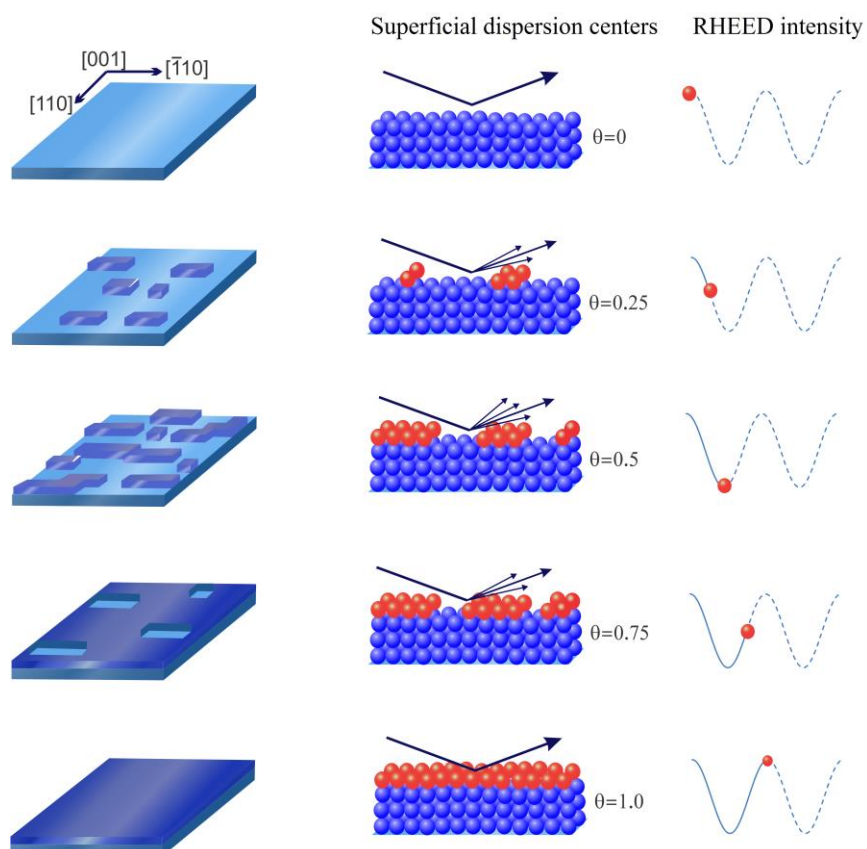 Superficial dispersion centers
RHEED intensity
[001]
[1̅10]
[110]
θ=0
θ=0.25
θ=0.5
θ=0.75
θ=1.0